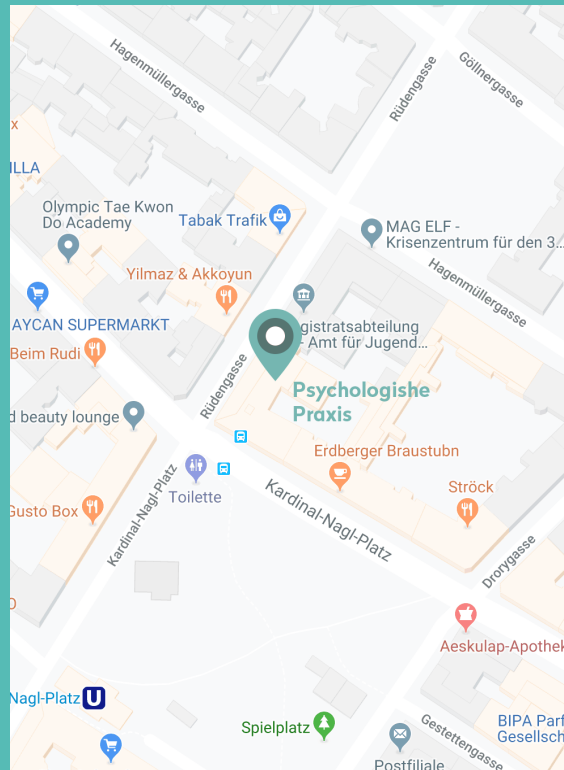 Hagenmüllergasse
Göllnergasse
Rüdengasse
x
ILLA
Olympic Tae Kwon
Do Academy
Tabak Trafik
MAG ELF -
Krisenzentrum für den 3...
Hagenmüllergasse
Yilmaz & Akkoyun
AYCAN SUPERMARKT
gistratsabteilung
- Amt für Jugend...
Beim Rudi
Rüdengasse
Psychologishe
Praxis
d beauty lounge
Erdberger Braustubn
Toilette
Ströck
Kardinal-Nagl-Platz
Gusto Box
Kardinal-Nagl-Platz
Drorygasse
O
Aeskulap-Apothek
Nagl-Platz U
Spielplatz
Gestettengasse
BIPA Parf
Gesellsch
Postfiliale